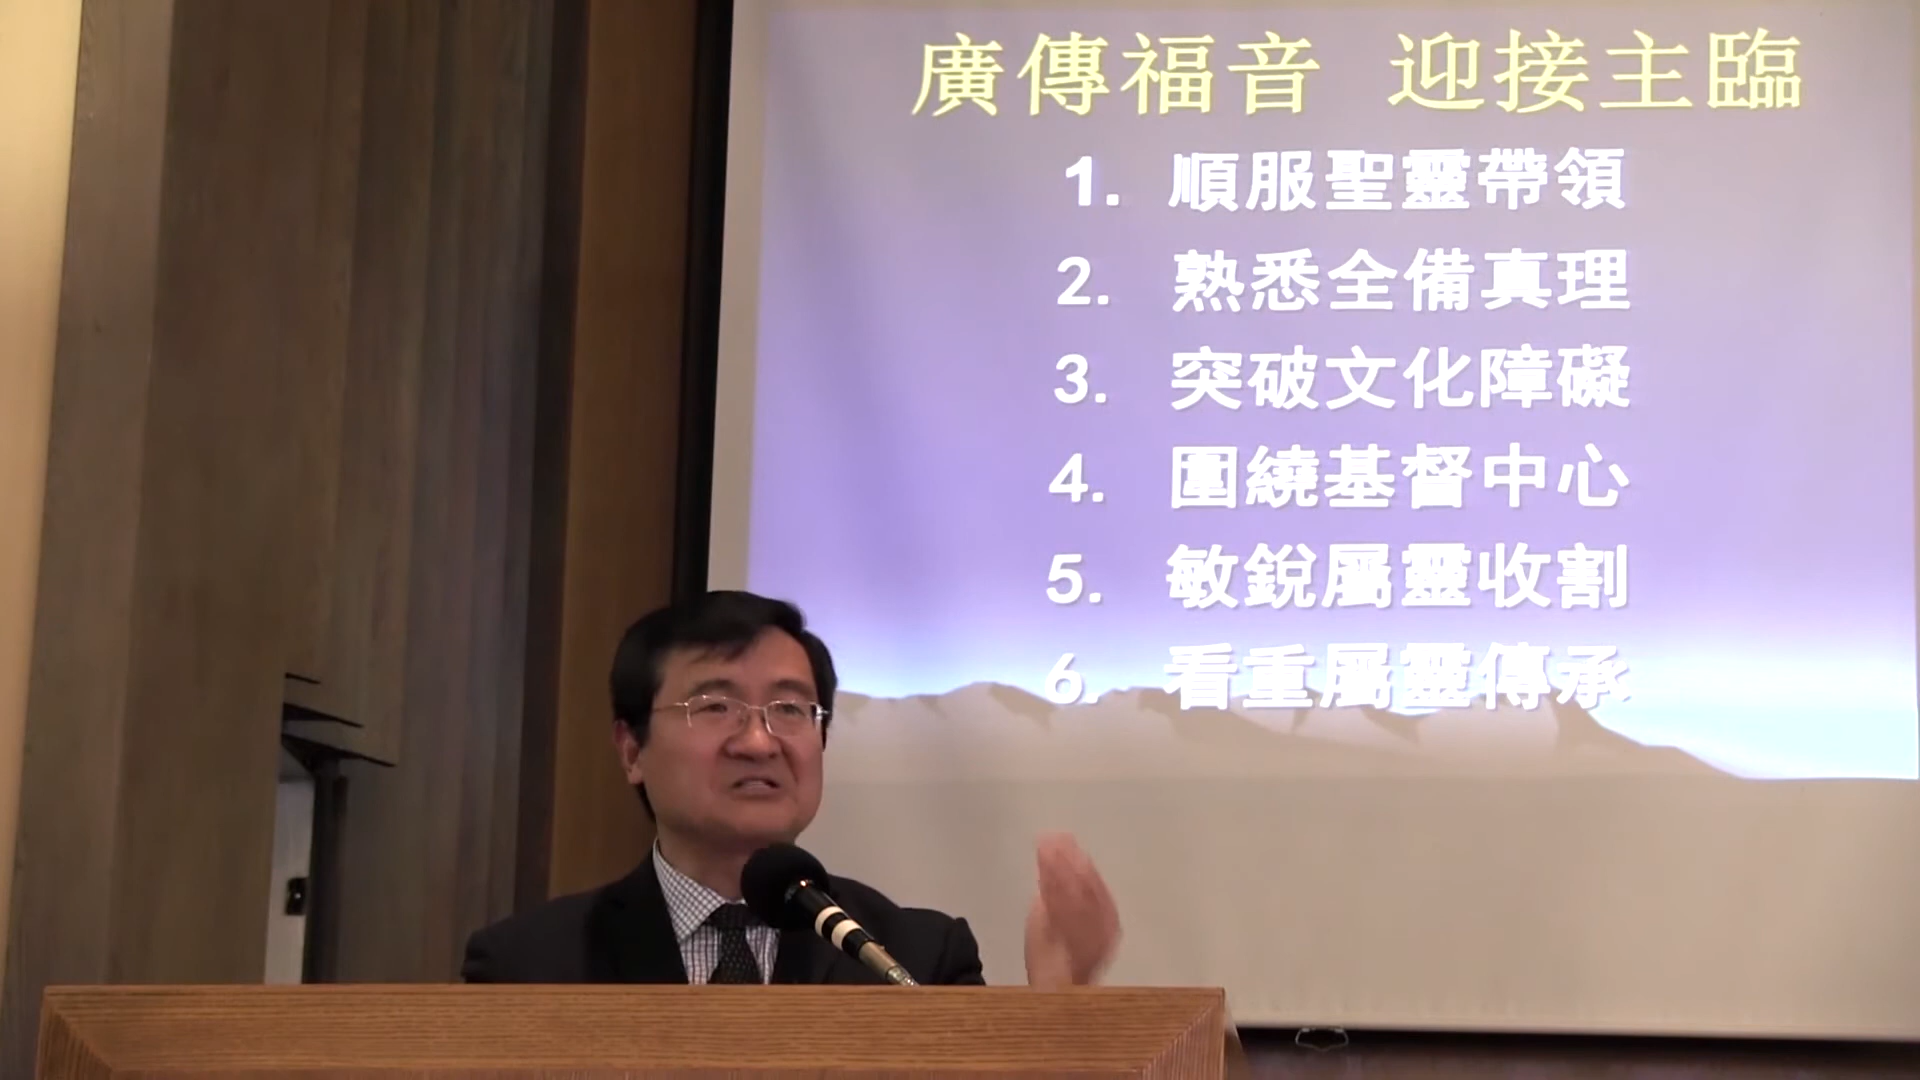 廣傳福音 迎接主臨
1. 順服聖靈帶領
2. 熟悉全備真理
3. 突破文化障礙
4. 圍繞基督中心
5. 敏銳屬靈收割
6. 看重屬靈傳承